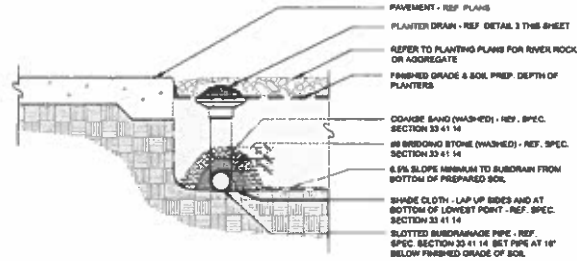 PAVEMENT - REF PLANS
PLANTER DRAIN - REF DETAIL 3 THIS SHEET
REFER TO PLANTING PLANS FOR RIVER ROCK
OR AGGREGATE
FINISHED GRADE & SOIL PREP. DEPTH OF
PLANTERS
COARSE SAND (WASHED) - REF. SPEC.
SECTION 33 41 14
#8 BRIDGING STONE (WASHED) - REF. SPEC.
SECTION 33 41 14
0.5% SLOPE MINIMUM TO SUBDRAIN FROM
BOTTOM OF PREPARED SOIL
SHADE CLOTH - LAP UP SIDES AND AT
BOTTOM OF LOWEST POINT - REF. SPEC.
SECTION 33 41 14
SLOTTED SUBDRAINAGE PIPE - REF.
SPEC. SECTION 33 41 14 SET PIPE AT 18"
BELOW FINISHED GRADE OF SOIL